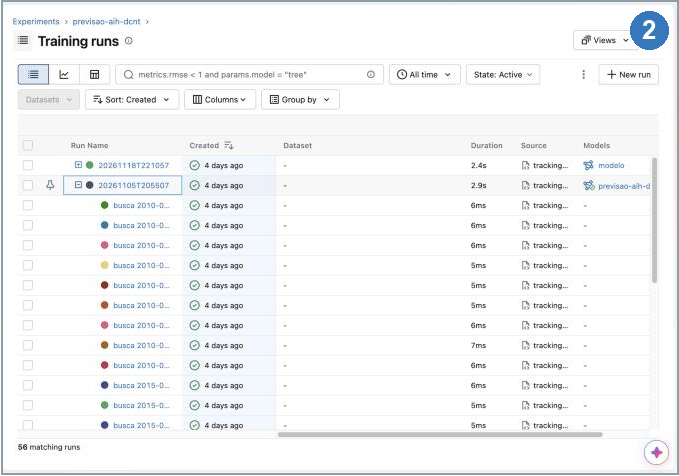 Experiments › previsao-aih-dcnt ›
2
Training runs
Views
metrics.rmse < 1 and params.model = "tree"
All time
State: Active
+ New run
Datasets
Sort: Created
Columns
Group by
Run Name Created Dataset Duration Source Models
20261118T221057 4 days ago - 2.4s tracking... modelo
20261105T205507 4 days ago - 2.9s tracking... previsao-aih-d
busca 2010-0... 4 days ago - 6ms tracking... -
busca 2010-0... 4 days ago - 6ms tracking... -
busca 2010-0... 4 days ago - 6ms tracking... -
busca 2010-0... 4 days ago - 5ms tracking... -
busca 2010-0... 4 days ago - 5ms tracking... -
busca 2010-0... 4 days ago - 5ms tracking... -
busca 2010-0... 4 days ago - 6ms tracking... -
busca 2010-0... 4 days ago - 7ms tracking... -
busca 2010-0... 4 days ago - 6ms tracking... -
busca 2015-0... 4 days ago - 6ms tracking... -
busca 2015-0... 4 days ago - 5ms tracking... -
busca 2015-0... 4 days ago - 5ms tracking... -
56 matching runs